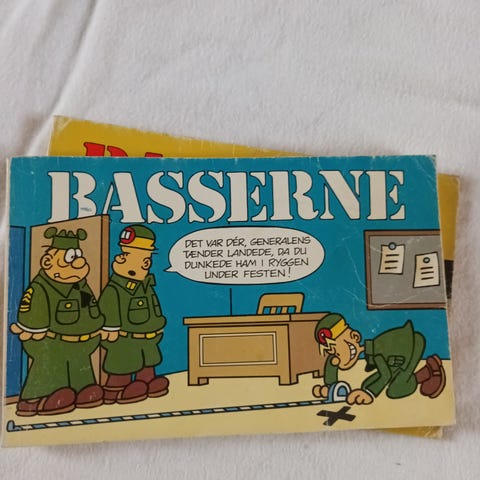 BASSERNE
DET VAR DÉR, GENERALENS
TÆNDER LANDEDE, DA DU
DUNKEDE HAM I RYGGEN
UNDER FESTEN!